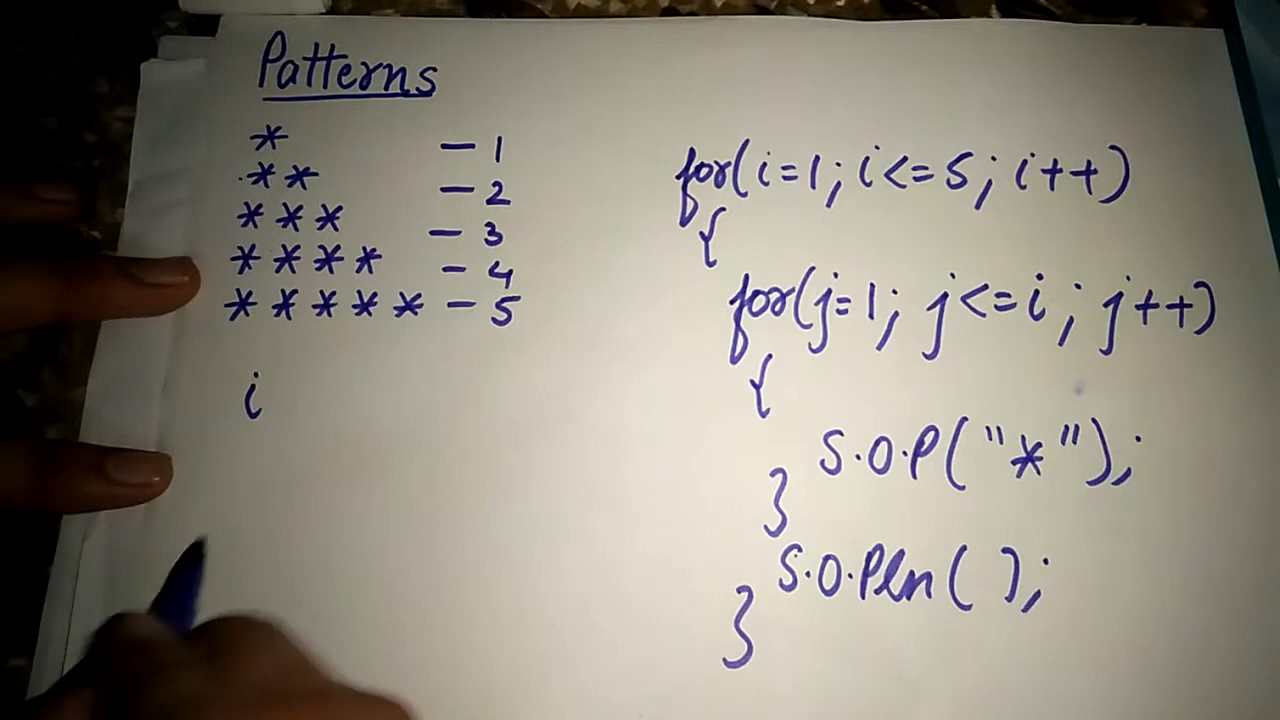 Patterns
* - 1
** - 2
*** - 3
**** - 4
***** - 5
i
for(i=1; i<=5; i++)
{
for(j=1; j<=i; j++)
{
S.O.P("*");
}
S.O.Pln( );
}